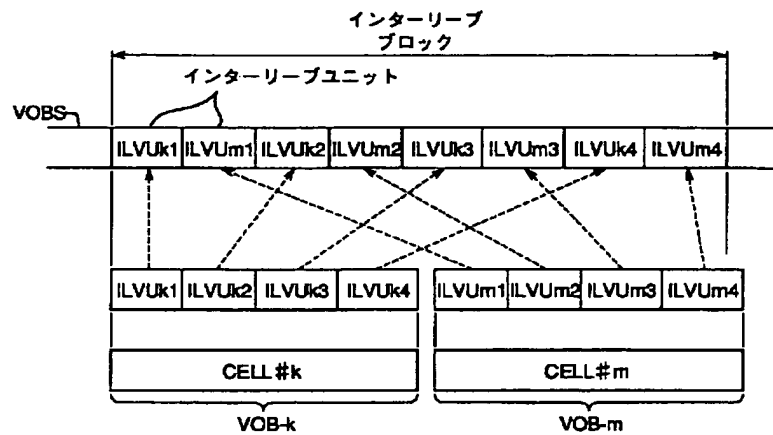 インターリーブ
ブロック
インターリーブユニット
VOBS
ILVUk1 ILVUm1 ILVUk2 ILVUm2 ILVUk3 ILVUm3 ILVUk4 ILVUm4
ILVUk1 ILVUk2 ILVUk3 ILVUk4 ILVUm1 ILVUm2 ILVUm3 ILVUm4
CELL#k CELL#m
VOB-k VOB-m